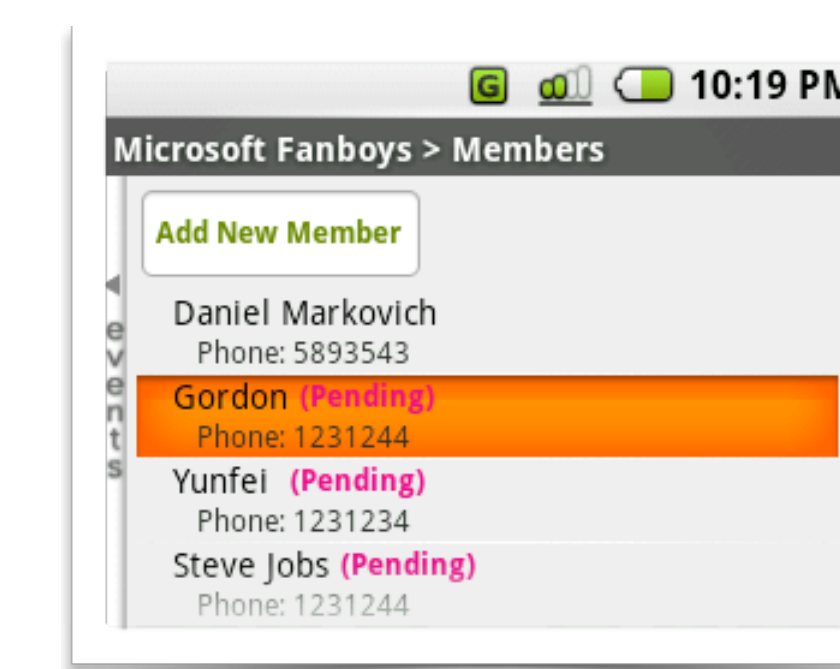 G 10:19 PM
Microsoft Fanboys > Members
Add New Member
events
Daniel Markovich
Phone: 5893543
Gordon (Pending)
Phone: 1231244
Yunfei (Pending)
Phone: 1231234
Steve Jobs (Pending)
Phone: 1231244